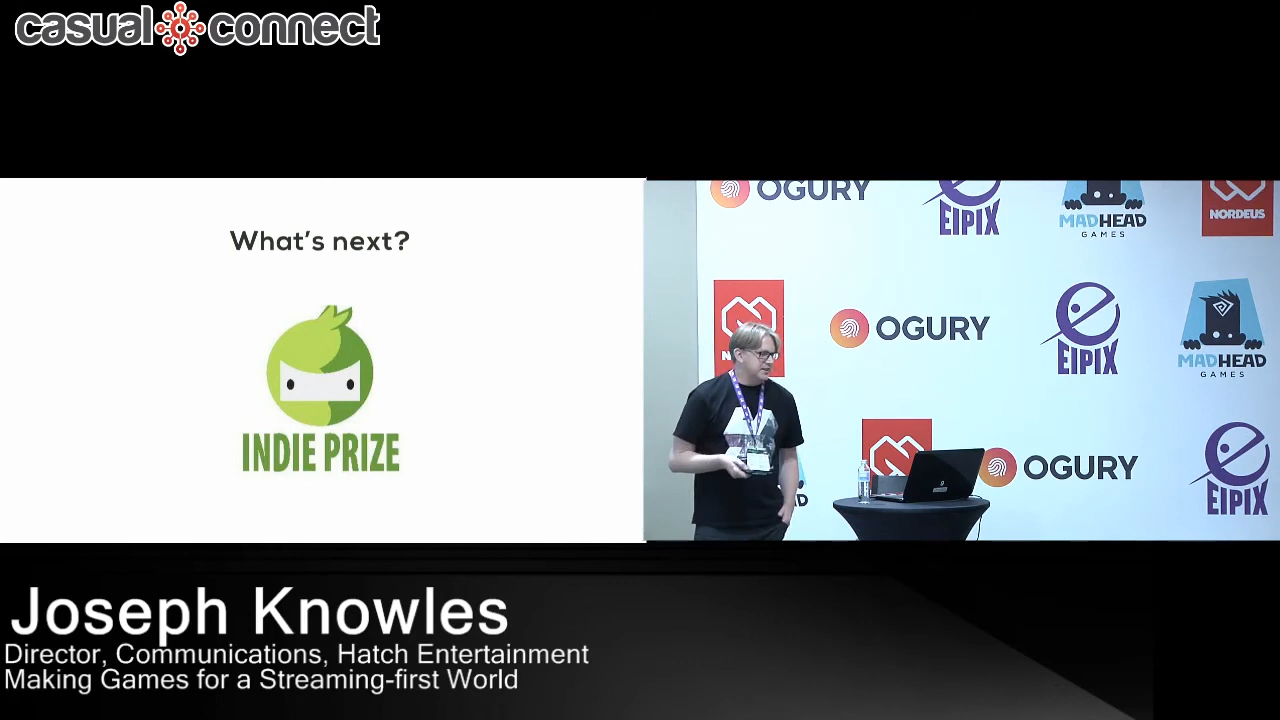 casual connect
What's next?
INDIE PRIZE
OGURY
EIPIX
MADHEAD
GAMES
NORDEUS
OGURY
EIPIX
MADHEAD
GAMES
OGURY
EIPIX
Joseph Knowles
Director, Communications, Hatch Entertainment
Making Games for a Streaming-first World